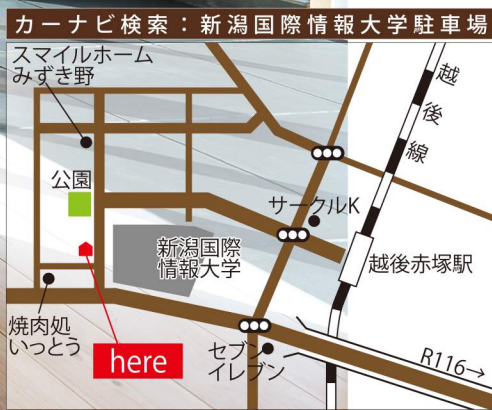 カーナビ検索：新潟国際情報大学駐車場
スマイルホーム
みずき野
越後線
公園
サークルK
新潟国際
情報大学
越後赤塚駅
焼肉処
いっとう
here
セブン
イレブン
R116→